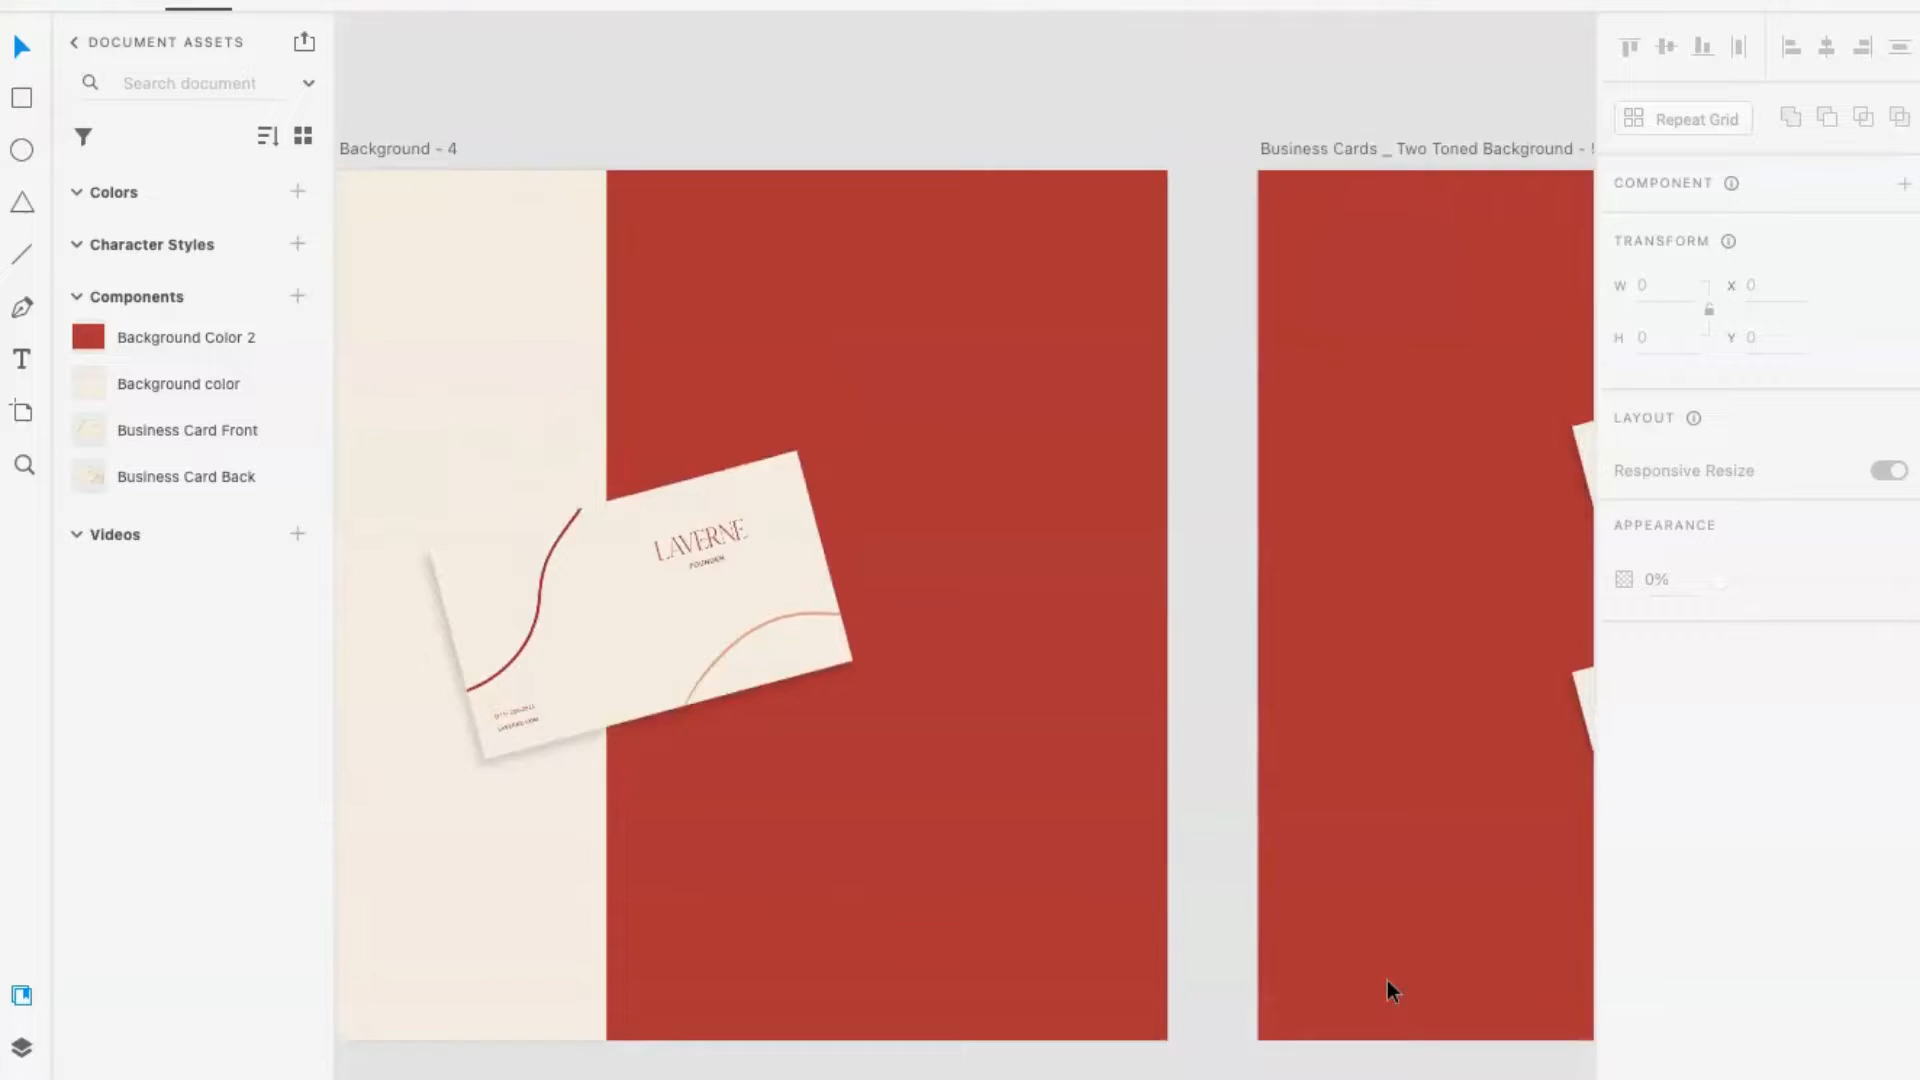 DOCUMENT ASSETS
Search document
Colors
Character Styles
Components
Background Color 2
Background color
Business Card Front
Business Card Back
Videos
Background - 4
LAVERNE
FOUNDER
Business Cards _ Two Toned Background -
Repeat Grid
COMPONENT
TRANSFORM
W 0 X 0
H 0 Y 0
LAYOUT
Responsive Resize
APPEARANCE
0%